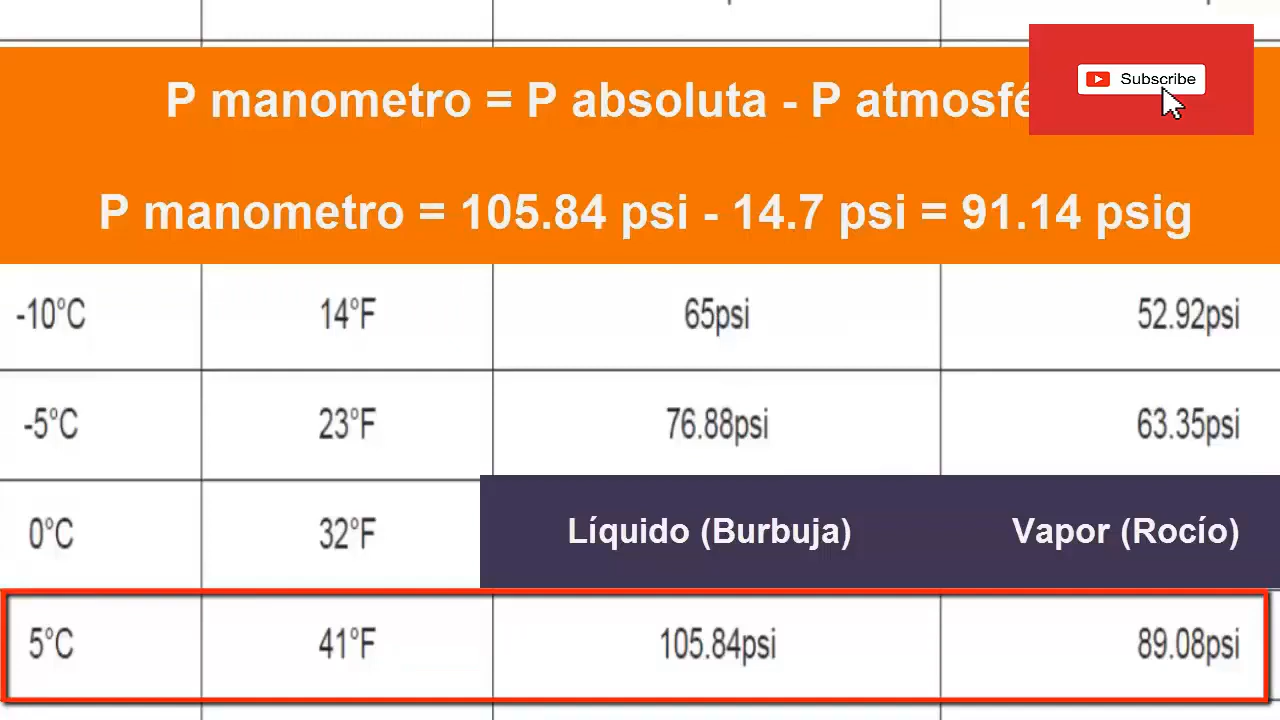 P manometro = P absoluta - P
Subscribe
P manometro = 105.84 psi - 14.7 psi = 91.14 psig
-10°C 14°F 65psi 52.92psi
-5°C 23°F 76.88psi 63.35psi
0°C 32°F Líquido (Burbuja) Vapor (Rocío)
5°C 41°F 105.84psi 89.08psi